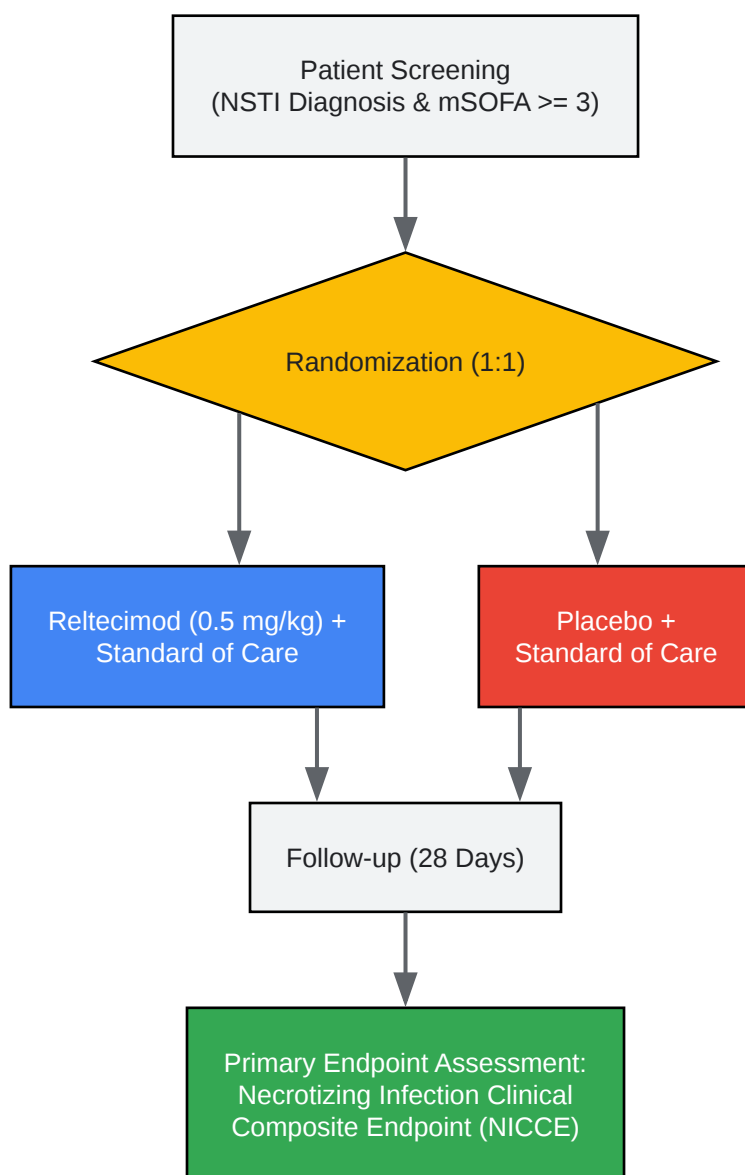 Patient Screening
(NSTI Diagnosis & mSOFA >= 3)
Randomization (1:1)
Reltecimod (0.5 mg/kg) +
Standard of Care
Placebo +
Standard of Care
Follow-up (28 Days)
Primary Endpoint Assessment:
Necrotizing Infection Clinical
Composite Endpoint (NICCE)